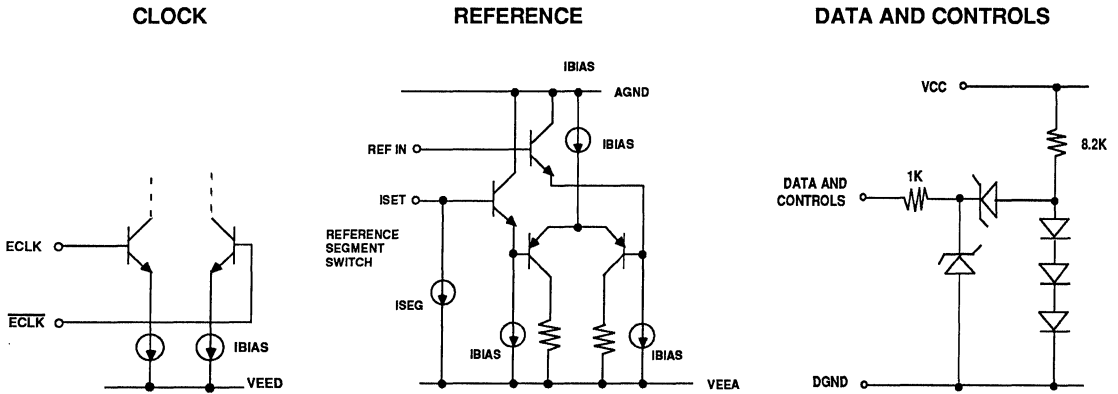 CLOCK
ECLK
ECLK
IBIAS
VEED
REFERENCE
IBIAS
AGND
REF IN
IBIAS
ISET
REFERENCE
SEGMENT
SWITCH
ISEG
IBIAS
IBIAS
VEEA
DATA AND CONTROLS
VCC
8.2K
1K
DATA AND
CONTROLS
DGND